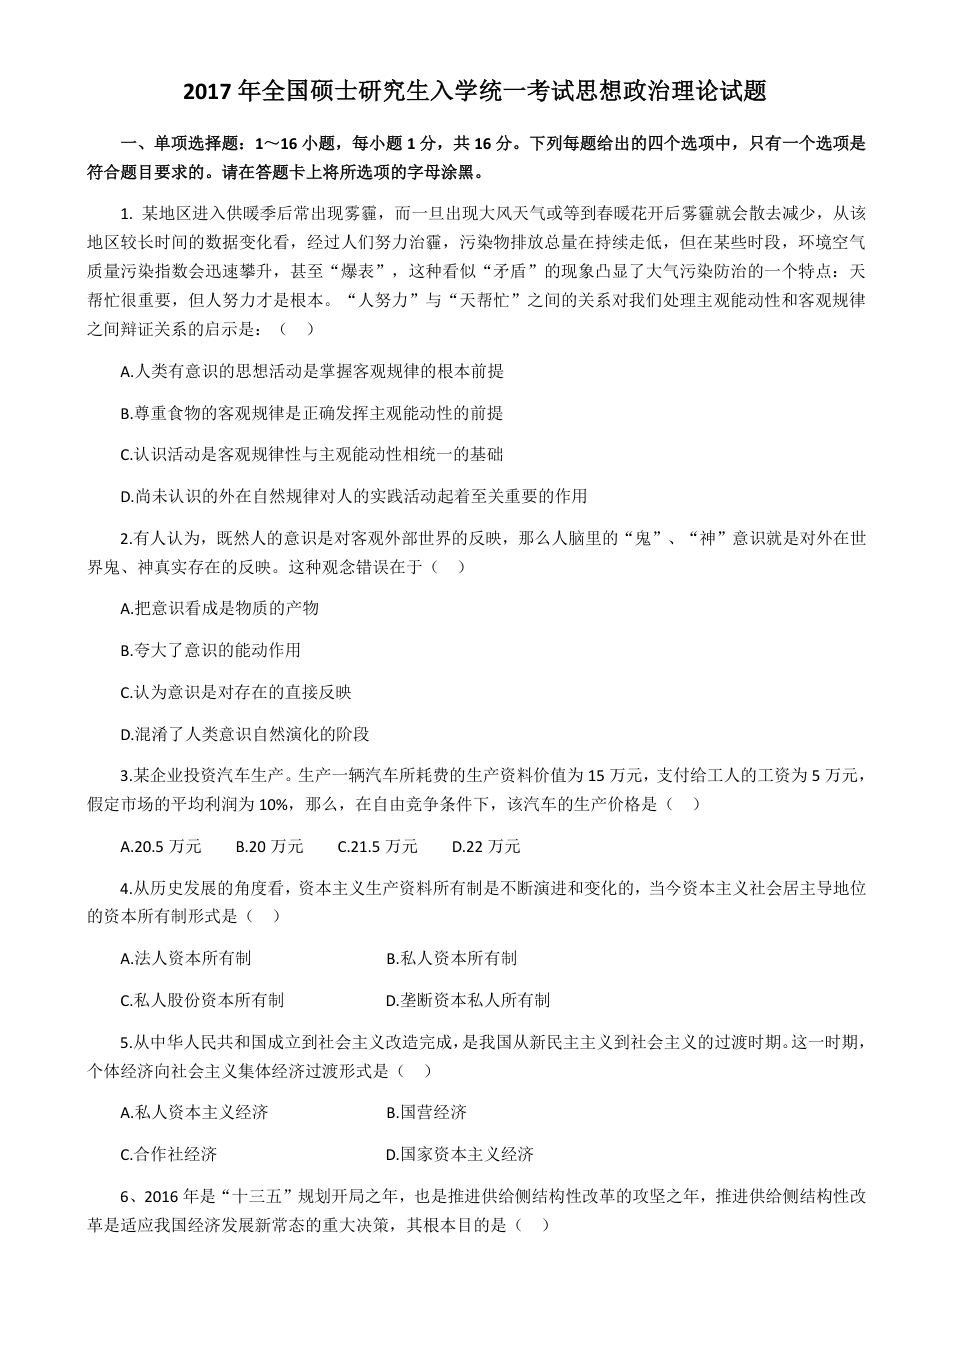 2017 年全国硕士研究生入学统一考试思想政治理论试题
一、单项选择题：1～16 小题，每小题 1 分，共 16 分。下列每题给出的四个选项中，只有一个选项是
符合题目要求的。请在答题卡上将所选项的字母涂黑。
1. 某地区进入供暖季后常出现雾霾，而一旦出现大风天气或等到春暖花开后雾霾就会散去减少，从该
地区较长时间的数据变化看，经过人们努力治霾，污染物排放总量在持续走低，但在某些时段，环境空气
质量污染指数会迅速攀升，甚至“爆表”，这种看似“矛盾”的现象凸显了大气污染防治的一个特点：天
帮忙很重要，但人努力才是根本。“人努力”与“天帮忙”之间的关系对我们处理主观能动性和客观规律
之间辩证关系的启示是：（ ）
A.人类有意识的思想活动是掌握客观规律的根本前提
B.尊重食物的客观规律是正确发挥主观能动性的前提
C.认识活动是客观规律性与主观能动性相统一的基础
D.尚未认识的外在自然规律对人的实践活动起着至关重要的作用
2.有人认为，既然人的意识是对客观外部世界的反映，那么人脑里的“鬼”、“神”意识就是对外在世
界鬼、神真实存在的反映。这种观念错误在于（ ）
A.把意识看成是物质的产物
B.夸大了意识的能动作用
C.认为意识是对存在的直接反映
D.混淆了人类意识自然演化的阶段
3.某企业投资汽车生产。生产一辆汽车所耗费的生产资料价值为 15 万元，支付给工人的工资为 5 万元，
假定市场的平均利润为 10%，那么，在自由竞争条件下，该汽车的生产价格是（ ）
A.20.5 万元 B.20 万元 C.21.5 万元 D.22 万元
4.从历史发展的角度看，资本主义生产资料所有制是不断演进和变化的，当今资本主义社会居主导地位
的资本所有制形式是（ ）
A.法人资本所有制 B.私人资本所有制
C.私人股份资本所有制 D.垄断资本私人所有制
5.从中华人民共和国成立到社会主义改造完成，是我国从新民主主义到社会主义的过渡时期。这一时期，
个体经济向社会主义集体经济过渡形式是（ ）
A.私人资本主义经济 B.国营经济
C.合作社经济 D.国家资本主义经济
6、2016 年是“十三五”规划开局之年，也是推进供给侧结构性改革的攻坚之年，推进供给侧结构性改
革是适应我国经济发展新常态的重大决策，其根本目的是（ ）